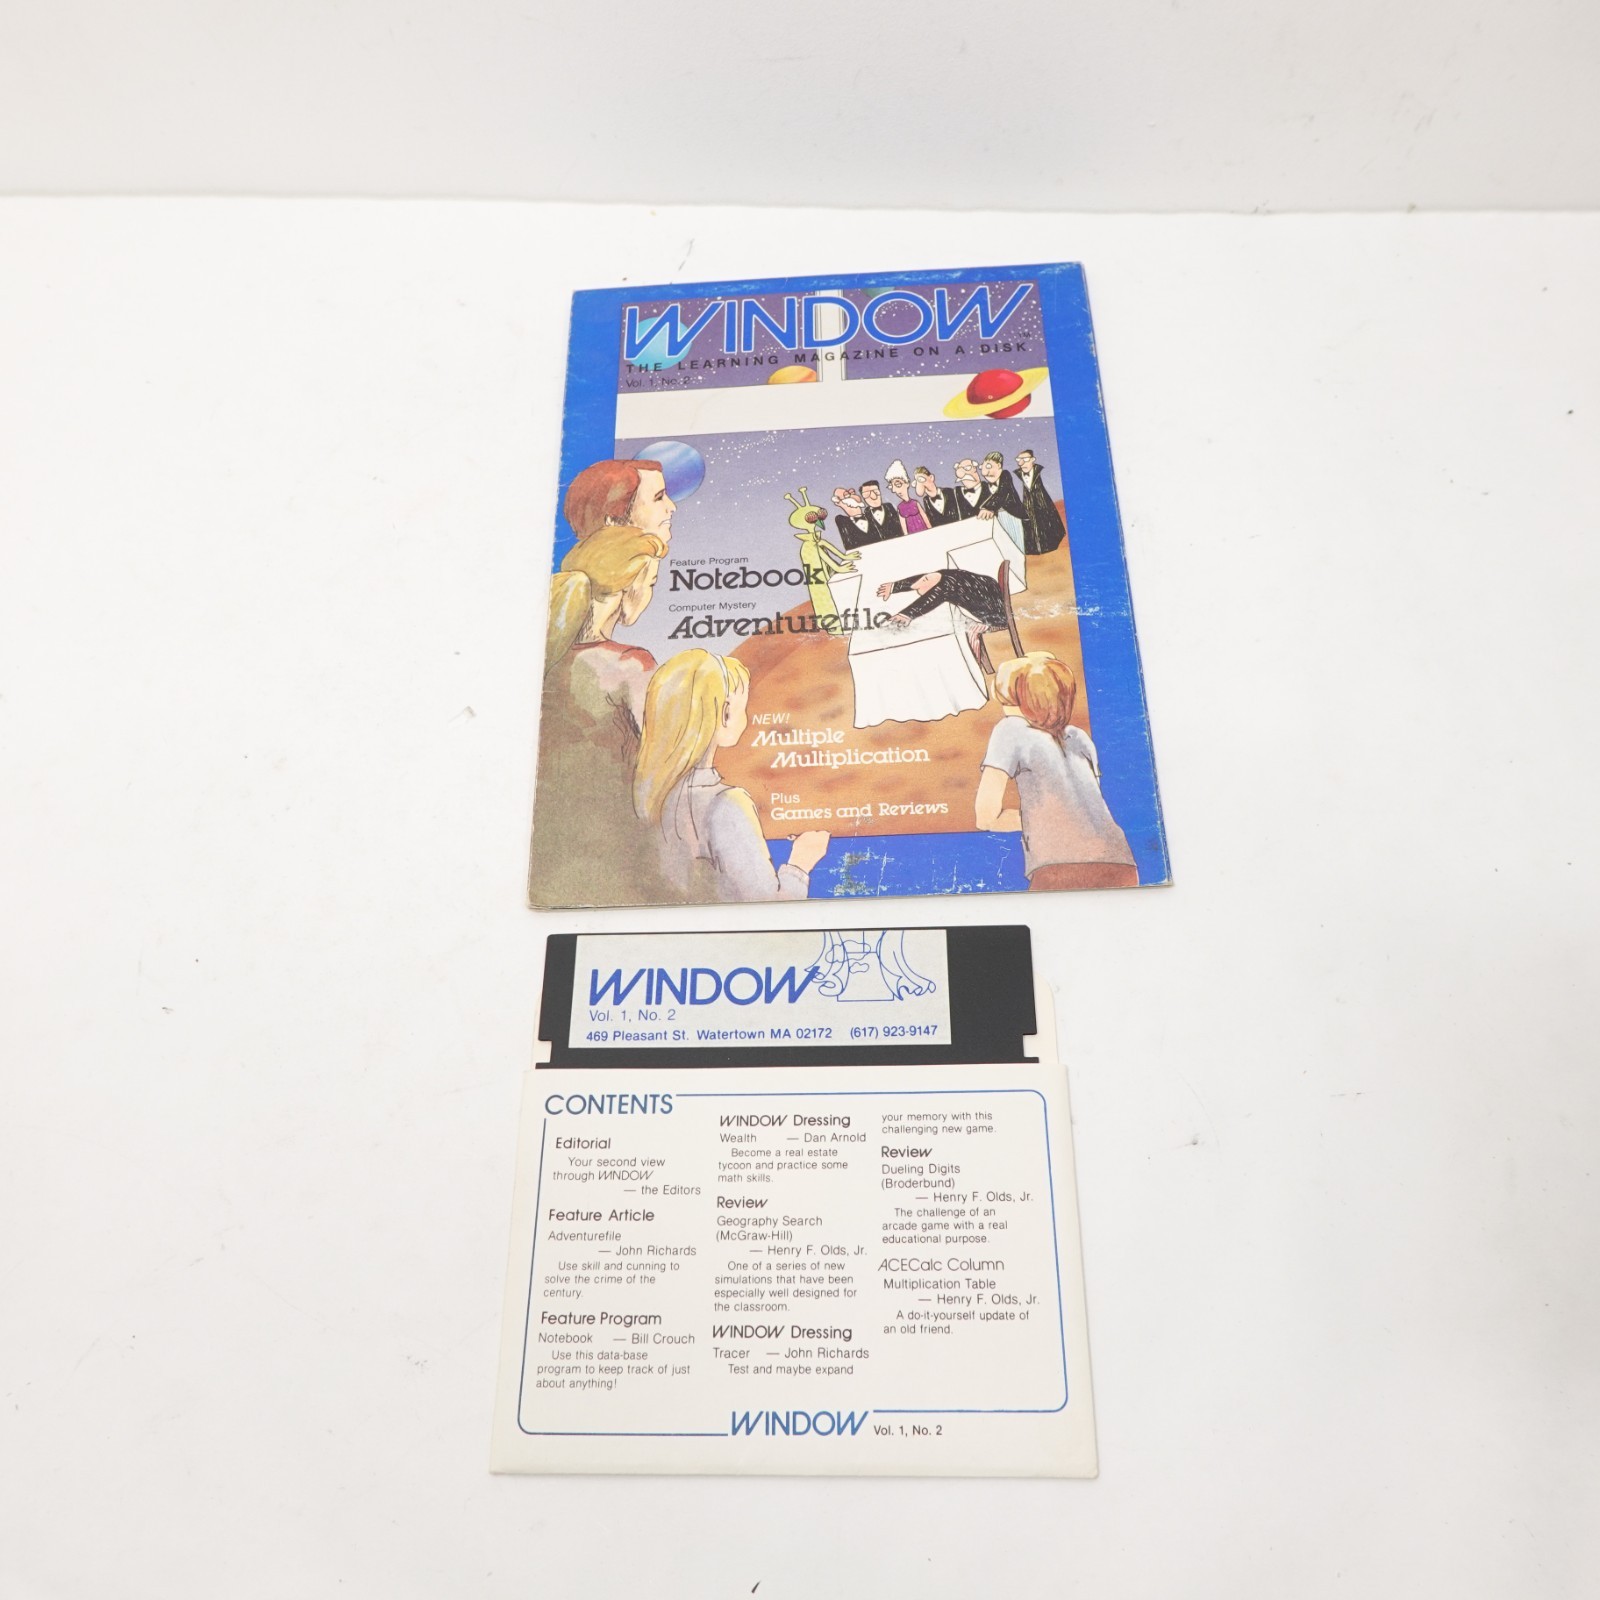 WINDOW
THE LEARNING MAGAZINE ON A DISK
Vol. 1, No. 2
Feature Program
Notebook
Computer Mystery
Adventurefile
NEW!
Multiple
Multiplication
Plus
Games and Reviews
WINDOW
Vol. 1, No. 2
469 Pleasant St. Watertown MA 02172 (617) 923-9147
CONTENTS
Editorial
Your second view
through WINDOW
— the Editors
Feature Article
Adventurefile
— John Richards
Use skill and cunning to
solve the crime of the
century.
Feature Program
Notebook — Bill Crouch
Use this data-base
program to keep track of just
about anything!
WINDOW Dressing
Wealth — Dan Arnold
Become a real estate
tycoon and practice some
math skills.
Review
Geography Search
(McGraw-Hill)
— Henry F. Olds, Jr.
One of a series of new
simulations that have been
especially well designed for
the classroom.
WINDOW Dressing
Tracer — John Richards
Test and maybe expand
your memory with this
challenging new game.
Review
Dueling Digits
(Broderbund)
— Henry F. Olds, Jr.
The challenge of an
arcade game with a real
educational purpose.
ACECalc Column
Multiplication Table
— Henry F. Olds, Jr.
A do-it-yourself update of
an old friend.
WINDOW Vol. 1, No. 2